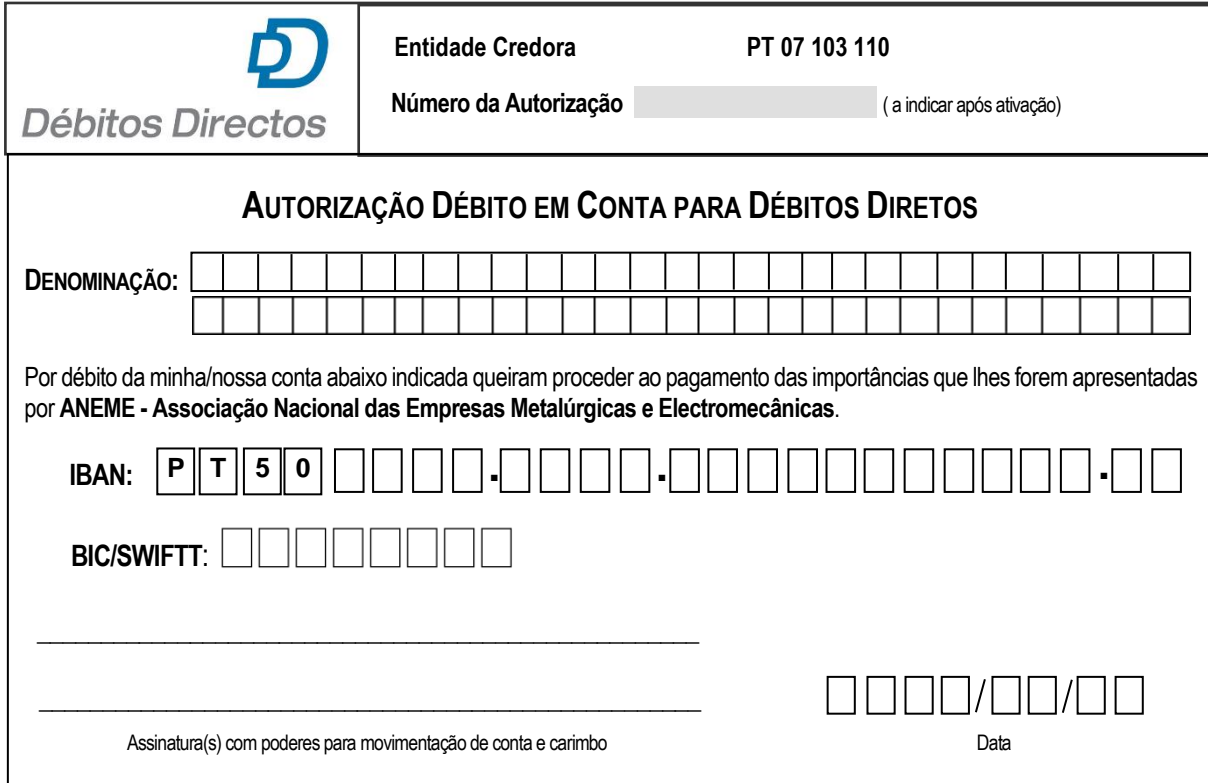 Débitos Directos
Entidade Credora PT 07 103 110
Número da Autorização ( a indicar após ativação)
AUTORIZAÇÃO DÉBITO EM CONTA PARA DÉBITOS DIRETOS
DENOMINAÇÃO:
Por débito da minha/nossa conta abaixo indicada queiram proceder ao pagamento das importâncias que lhes forem apresentadas
por ANEME - Associação Nacional das Empresas Metalúrgicas e Electromecânicas.
IBAN: P T 5 0 . . .
BIC/SWIFTT:
/ /
Assinatura(s) com poderes para movimentação de conta e carimbo Data